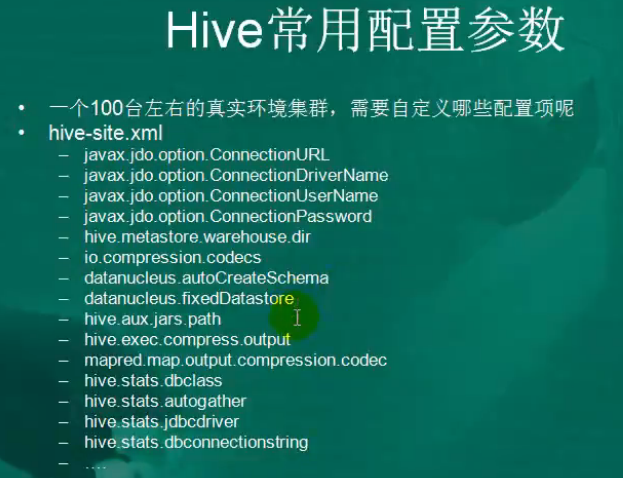 Hive常用配置参数
• 一个100台左右的真实环境集群，需要自定义哪些配置项呢
• hive-site.xml
– javax.jdo.option.ConnectionURL
– javax.jdo.option.ConnectionDriverName
– javax.jdo.option.ConnectionUserName
– javax.jdo.option.ConnectionPassword
– hive.metastore.warehouse.dir
– io.compression.codecs
– datanucleus.autoCreateSchema
– datanucleus.fixedDatastore
– hive.aux.jars.path
– hive.exec.compress.output
– mapred.map.output.compression.codec
– hive.stats.dbclass
– hive.stats.autogather
– hive.stats.jdbcdriver
– hive.stats.dbconnectionstring
– ....